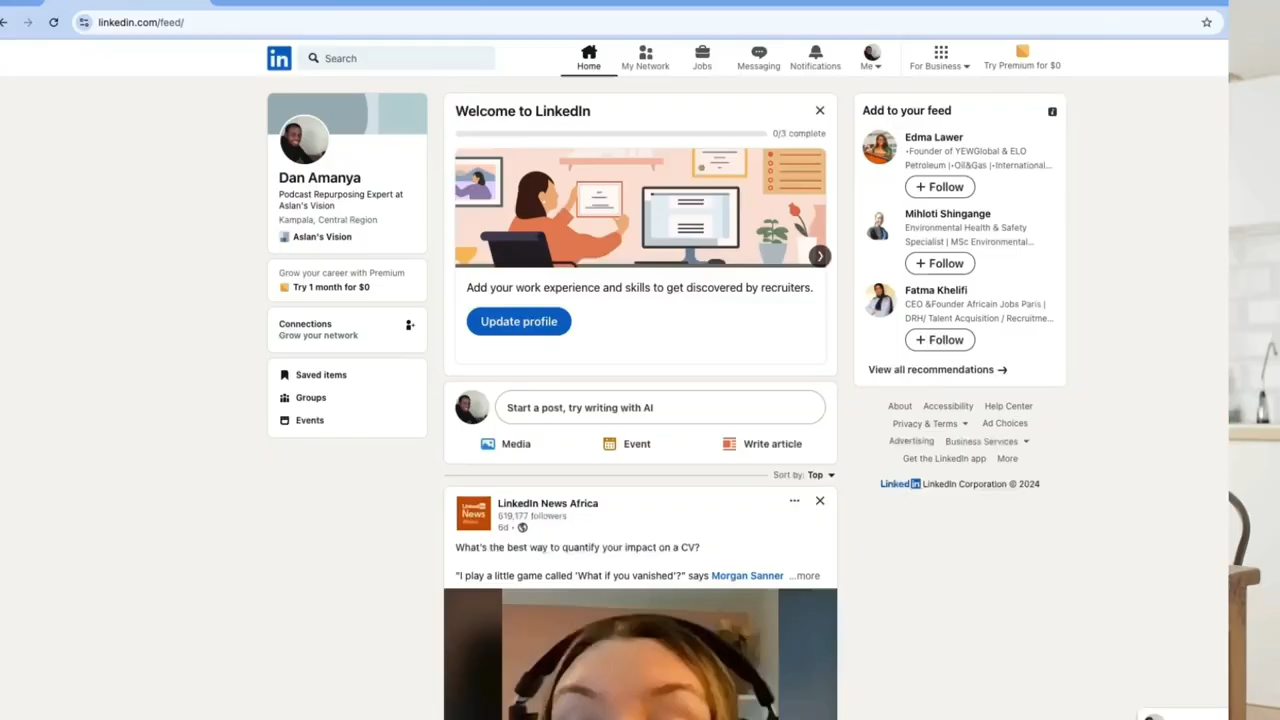 linkedin.com/feed/
in
Search
Home
My Network
Jobs
Messaging
Notifications
Me
For Business
Try Premium for $0
Dan Amanya
Podcast Repurposing Expert at
Aslan's Vision
Kampala, Central Region
Aslan's Vision
Grow your career with Premium
Try 1 month for $0
Connections
Grow your network
Saved items
Groups
Events
Welcome to LinkedIn
0/3 complete
Add your work experience and skills to get discovered by recruiters.
Update profile
Start a post, try writing with AI
Media
Event
Write article
Sort by: Top
LinkedIn
News
LinkedIn News Africa
619,177 followers
6d •
What's the best way to quantify your impact on a CV?
"I play a little game called 'What if you vanished'?" says Morgan Sanner ...more
Add to your feed
Edma Lawer
•Founder of YEWGlobal & ELO
Petroleum |•Oil&Gas |•International...
+ Follow
Mihloti Shingange
Environmental Health & Safety
Specialist | MSc Environmental...
+ Follow
Fatma Khelifi
CEO &Founder Africain Jobs Paris |
DRH/ Talent Acquisition / Recruitme...
+ Follow
View all recommendations →
About Accessibility Help Center
Privacy & Terms Ad Choices
Advertising Business Services
Get the LinkedIn app More
LinkedIn LinkedIn Corporation © 2024